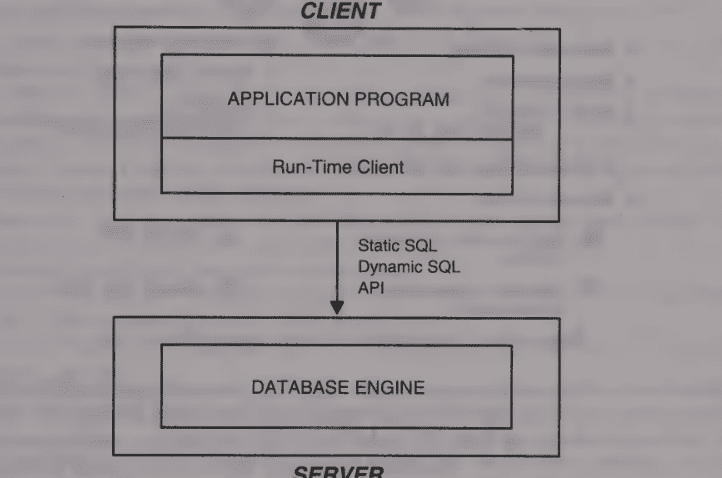 CLIENT
APPLICATION PROGRAM
Run-Time Client
Static SQL
Dynamic SQL
API
DATABASE ENGINE
SERVER